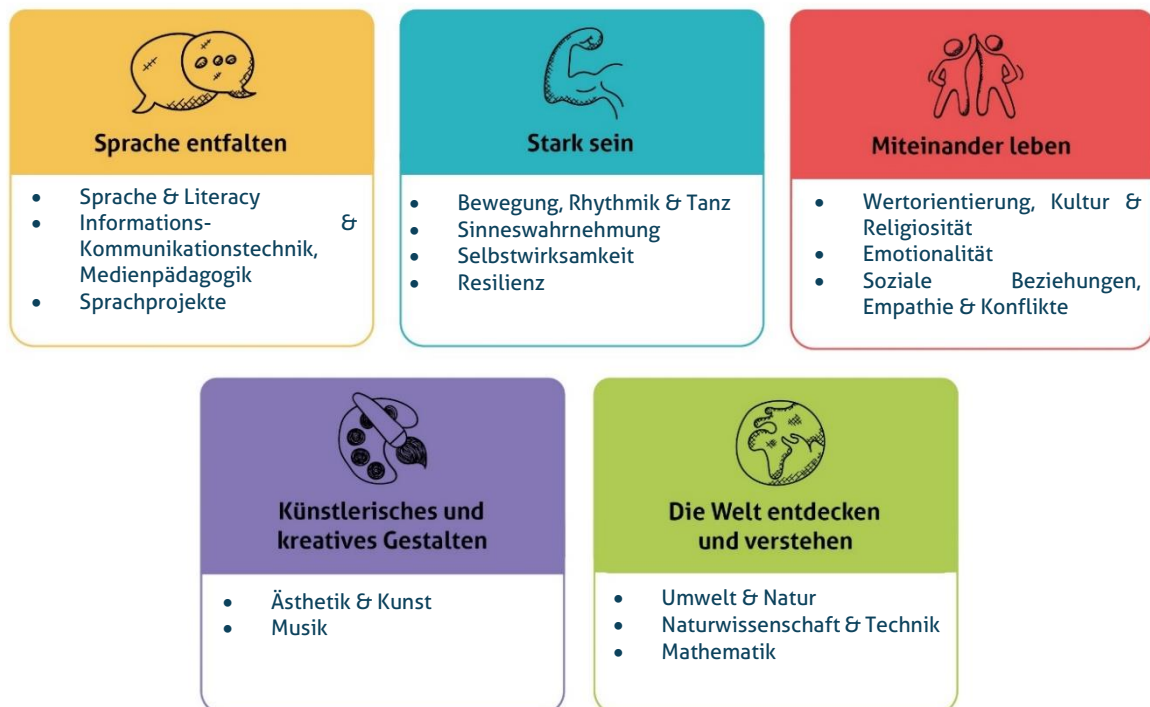 Sprache entfalten
• Sprache & Literacy
• Informations- &
Kommunikationstechnik,
Medienpädagogik
• Sprachprojekte
Stark sein
• Bewegung, Rhythmik & Tanz
• Sinneswahrnehmung
• Selbstwirksamkeit
• Resilienz
Miteinander leben
• Wertorientierung, Kultur &
Religiosität
• Emotionalität
• Soziale Beziehungen,
Empathie & Konflikte
Künstlerisches und
kreatives Gestalten
• Ästhetik & Kunst
• Musik
Die Welt entdecken
und verstehen
• Umwelt & Natur
• Naturwissenschaft & Technik
• Mathematik